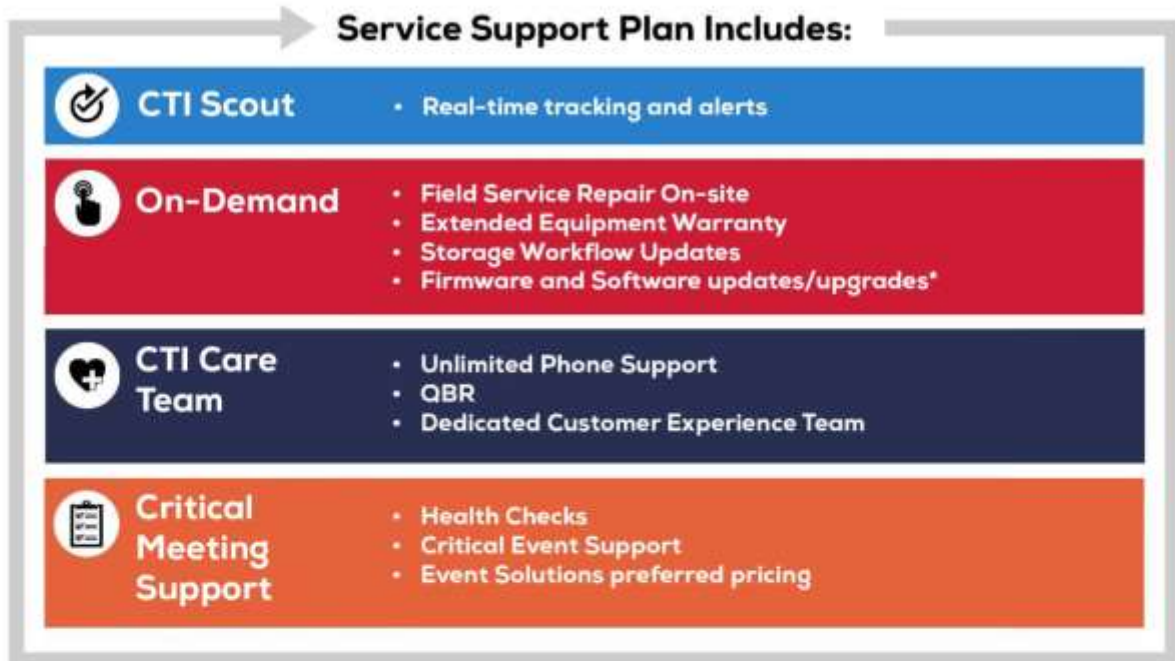 Service Support Plan Includes:
CTI Scout
• Real-time tracking and alerts
On-Demand
• Field Service Repair On-site
• Extended Equipment Warranty
• Storage Workflow Updates
• Firmware and Software updates/upgrades*
CTI Care
Team
• Unlimited Phone Support
• QBR
• Dedicated Customer Experience Team
Critical
Meeting
Support
• Health Checks
• Critical Event Support
• Event Solutions preferred pricing